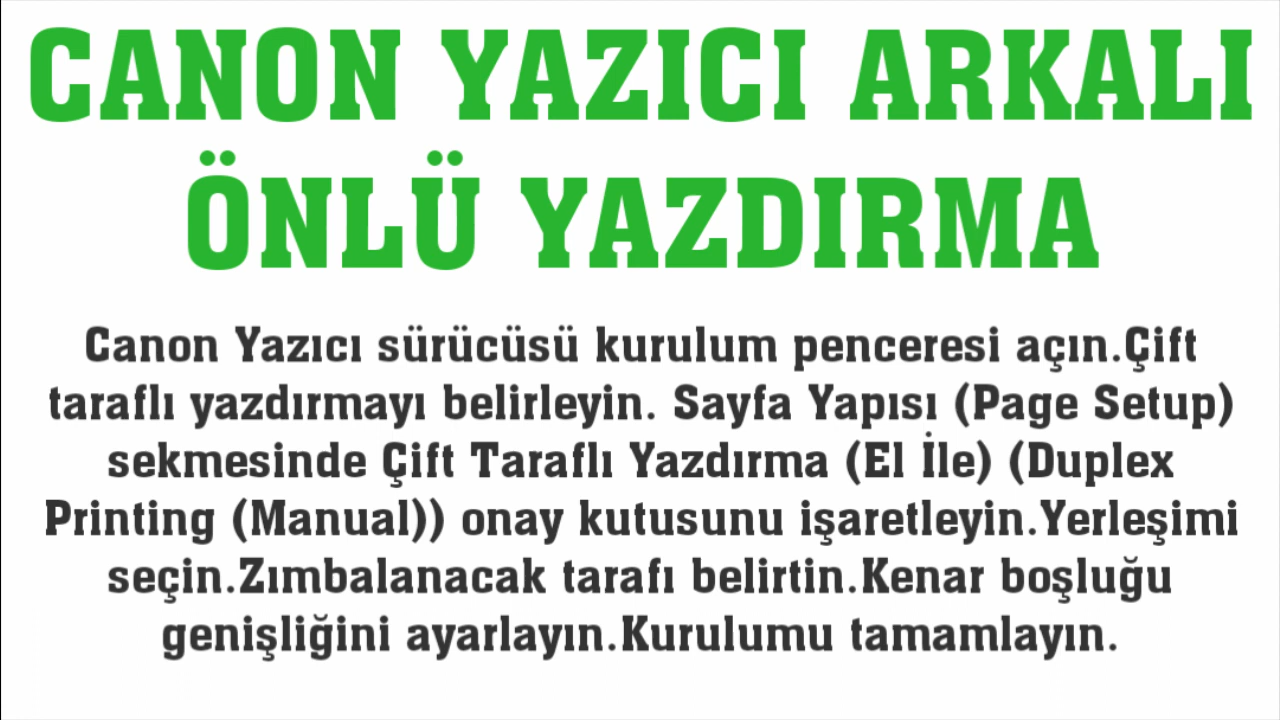 CANON YAZICI ARKALI
ÖNLÜ YAZDIRMA
Canon Yazıcı sürücüsü kurulum penceresi açın.Çift
taraflı yazdırmayı belirleyin. Sayfa Yapısı (Page Setup)
sekmesinde Çift Taraflı Yazdırma (El İle) (Duplex
Printing (Manual)) onay kutusunu işaretleyin.Yerleşimi
seçin.Zımbalanacak tarafı belirtin.Kenar boşluğu
genişliğini ayarlayın.Kurulumu tamamlayın.